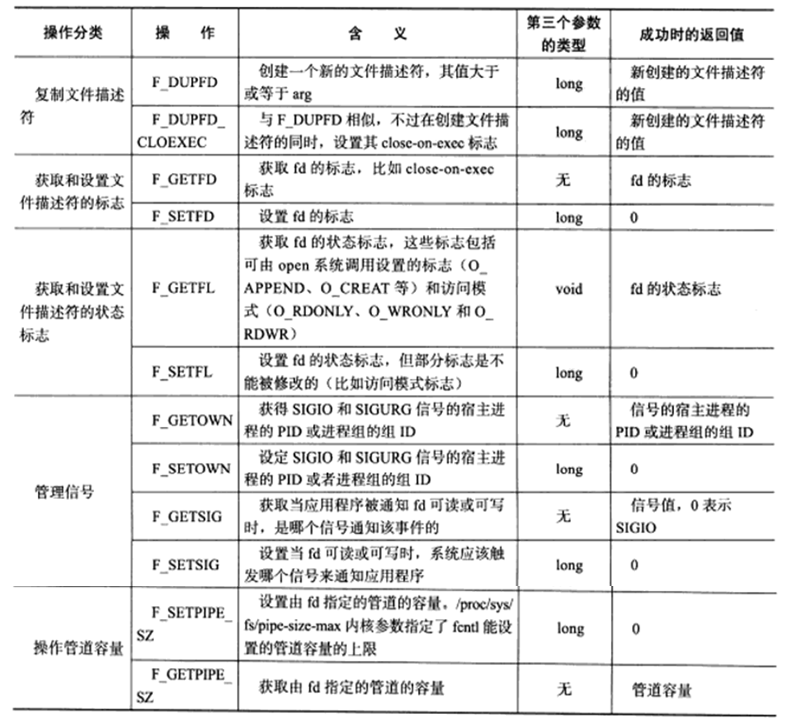 操作分类 操 作 含 义 第三个参数的类型 成功时的返回值
复制文件描述符 F_DUPFD 创建一个新的文件描述符，其值大于或等于 arg long 新创建的文件描述符的值
F_DUPFD_CLOEXEC 与 F_DUPFD 相似，不过在创建文件描述符的同时，设置其 close-on-exec 标志 long 新创建的文件描述符的值
获取和设置文件描述符的标志 F_GETFD 获取 fd 的标志，比如 close-on-exec 标志 无 fd 的标志
F_SETFD 设置 fd 的标志 long 0
获取和设置文件描述符的状态标志 F_GETFL 获取 fd 的状态标志，这些标志包括可由 open 系统调用设置的标志（O_APPEND、O_CREAT 等）和访问模式（O_RDONLY、O_WRONLY 和 O_RDWR） void fd 的状态标志
F_SETFL 设置 fd 的状态标志，但部分标志是不能被修改的（比如访问模式标志） long 0
管理信号 F_GETOWN 获得 SIGIO 和 SIGURG 信号的宿主进程的 PID 或进程组的组 ID 无 信号的宿主进程的 PID 或进程组的组 ID
F_SETOWN 设定 SIGIO 和 SIGURG 信号的宿主进程的 PID 或者进程组的组 ID long 0
F_GETSIG 获取当应用程序被通知 fd 可读或可写时，是哪个信号通知该事件的 无 信号值，0 表示 SIGIO
F_SETSIG 设置当 fd 可读或可写时，系统应该触发哪个信号来通知应用程序 long 0
操作管道容量 F_SETPIPE_SZ 设置由 fd 指定的管道的容量。/proc/sys/fs/pipe-size-max 内核参数指定了 fcntl 能设置的管道容量的上限 long 0
F_GETPIPE_SZ 获取由 fd 指定的管道的容量 无 管道容量